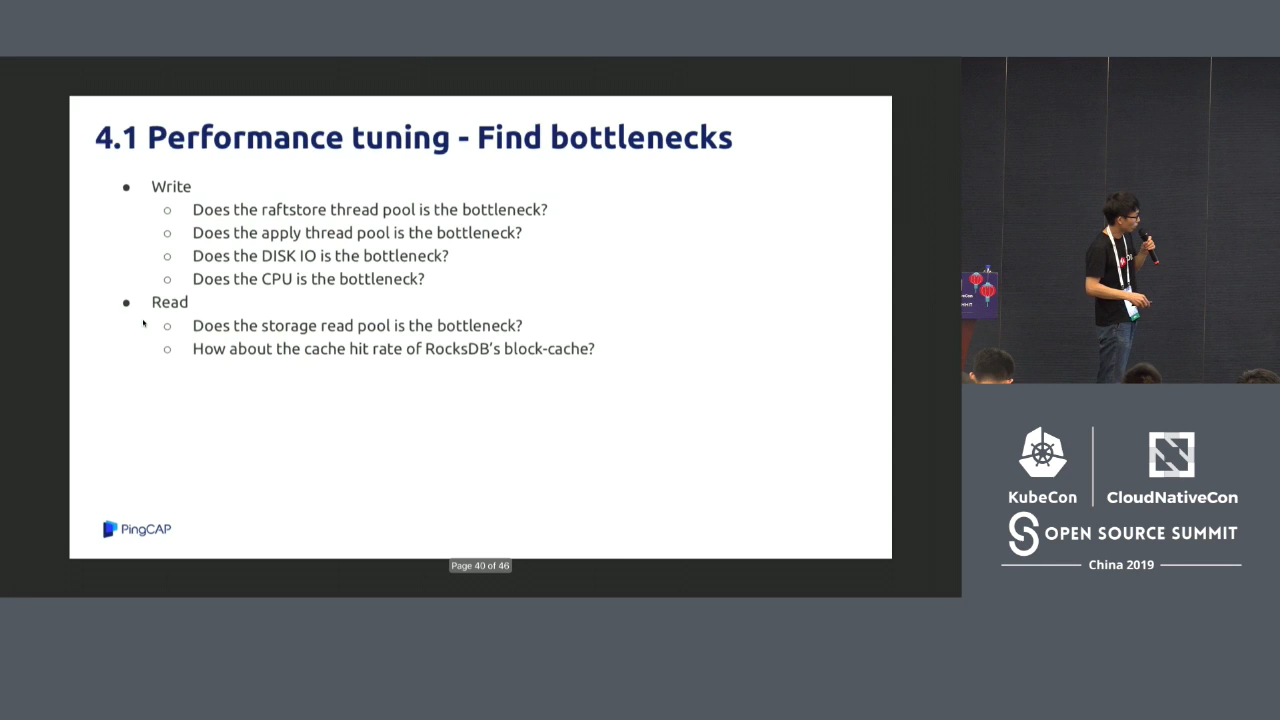 4.1 Performance tuning - Find bottlenecks
● Write
○ Does the raftstore thread pool is the bottleneck?
○ Does the apply thread pool is the bottleneck?
○ Does the DISK IO is the bottleneck?
○ Does the CPU is the bottleneck?
● Read
○ Does the storage read pool is the bottleneck?
○ How about the cache hit rate of RocksDB's block-cache?
PingCAP
Page 40 of 46
KubeCon
CloudNativeCon
OPEN SOURCE SUMMIT
China 2019